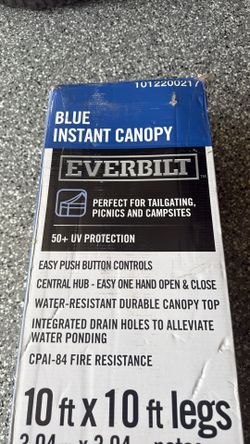 1012200217
BLUE
INSTANT CANOPY
EVERBILT
TM
PERFECT FOR TAILGATING,
PICNICS AND CAMPSITES
50+ UV PROTECTION
EASY PUSH BUTTON CONTROLS
CENTRAL HUB - EASY ONE HAND OPEN & CLOSE
WATER-RESISTANT DURABLE CANOPY TOP
INTEGRATED DRAIN HOLES TO ALLEVIATE
WATER PONDING
CPAI-84 FIRE RESISTANCE
10 ft x 10 ft legs